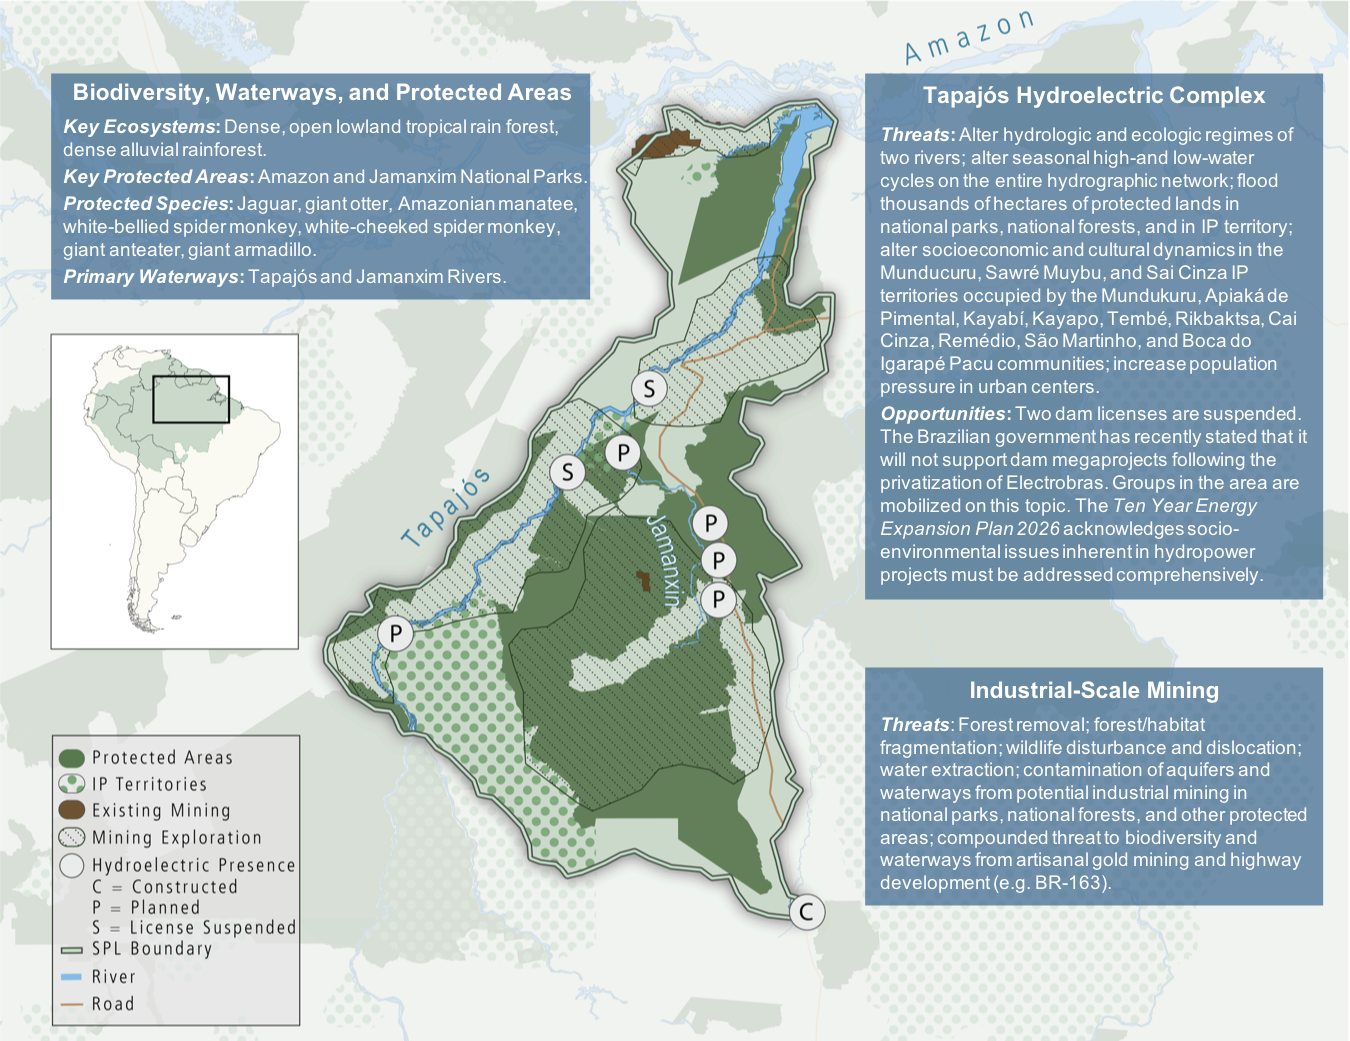 Amazon
Biodiversity, Waterways, and Protected Areas
Key Ecosystems: Dense, open lowland tropical rain forest,
dense alluvial rainforest.
Key Protected Areas: Amazon and Jamanxim National Parks.
Protected Species: Jaguar, giant otter, Amazonian manatee,
white-bellied spider monkey, white-cheeked spider monkey,
giant anteater, giant armadillo.
Primary Waterways: Tapajós and Jamanxim Rivers.
Tapajós Hydroelectric Complex
Threats: Alter hydrologic and ecologic regimes of
two rivers; alter seasonal high-and low-water
cycles on the entire hydrographic network; flood
thousands of hectares of protected lands in
national parks, national forests, and in IP territory;
alter socioeconomic and cultural dynamics in the
Munducuru, Sawré Muybu, and Sai Cinza IP
territories occupied by the Mundukuru, Apiaká de
Pimental, Kayabí, Kayapo, Tembé, Rikbaktsa, Cai
Cinza, Remédio, São Martinho, and Boca do
Igarapé Pacu communities; increase population
pressure in urban centers.
Opportunities: Two dam licenses are suspended.
The Brazilian government has recently stated that it
will not support dam megaprojects following the
privatization of Electrobras. Groups in the area are
mobilized on this topic. The Ten Year Energy
Expansion Plan 2026 acknowledges socio-
environmental issues inherent in hydropower
projects must be addressed comprehensively.
S
P
S
Tapajós
P
Jamanxin
P
P
P
C
Industrial-Scale Mining
Threats: Forest removal; forest/habitat
fragmentation; wildlife disturbance and dislocation;
water extraction; contamination of aquifers and
waterways from potential industrial mining in
national parks, national forests, and other protected
areas; compounded threat to biodiversity and
waterways from artisanal gold mining and highway
development (e.g. BR-163).
Protected Areas
IP Territories
Existing Mining
Mining Exploration
Hydroelectric Presence
C = Constructed
P = Planned
S = License Suspended
SPL Boundary
River
Road